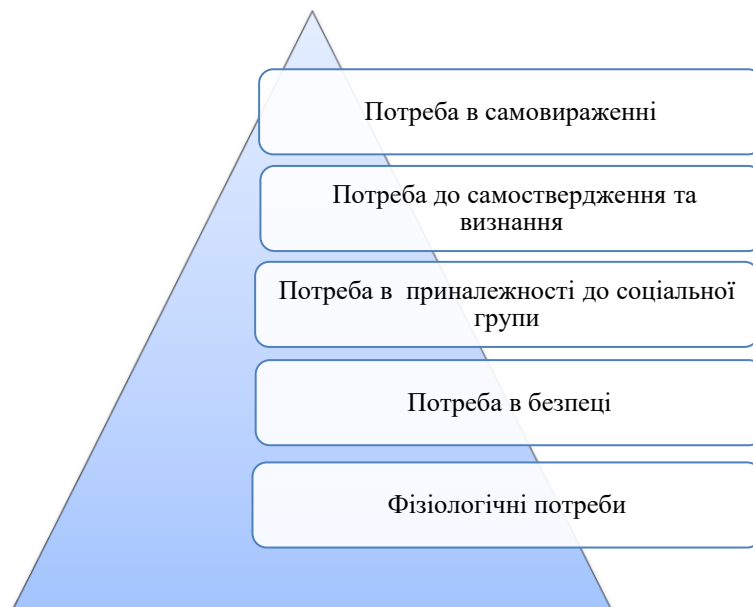 Потреба в самовираженні
Потреба до самоствердження та
визнання
Потреба в  приналежності до соціальної
групи
Потреба в безпеці
Фізіологічні потреби